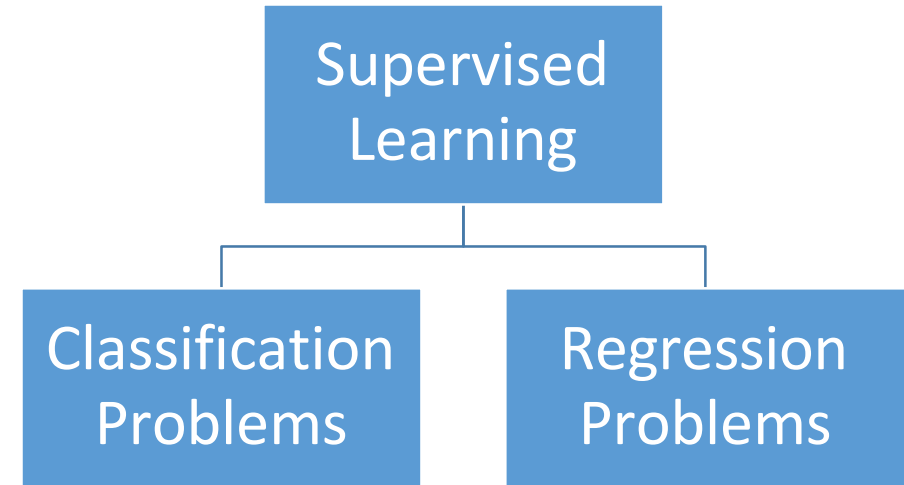 Supervised
Learning
Classification
Problems
Regression
Problems